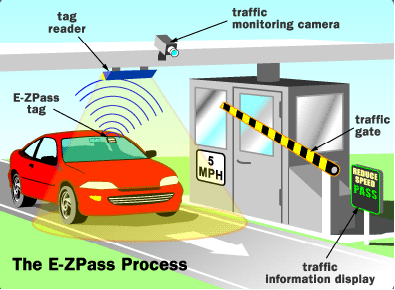 tag
reader
traffic
monitoring camera
E-ZPass
tag
traffic
gate
5
MPH
REDUCE
SPEED
PASS
The E-ZPass Process
traffic
information display